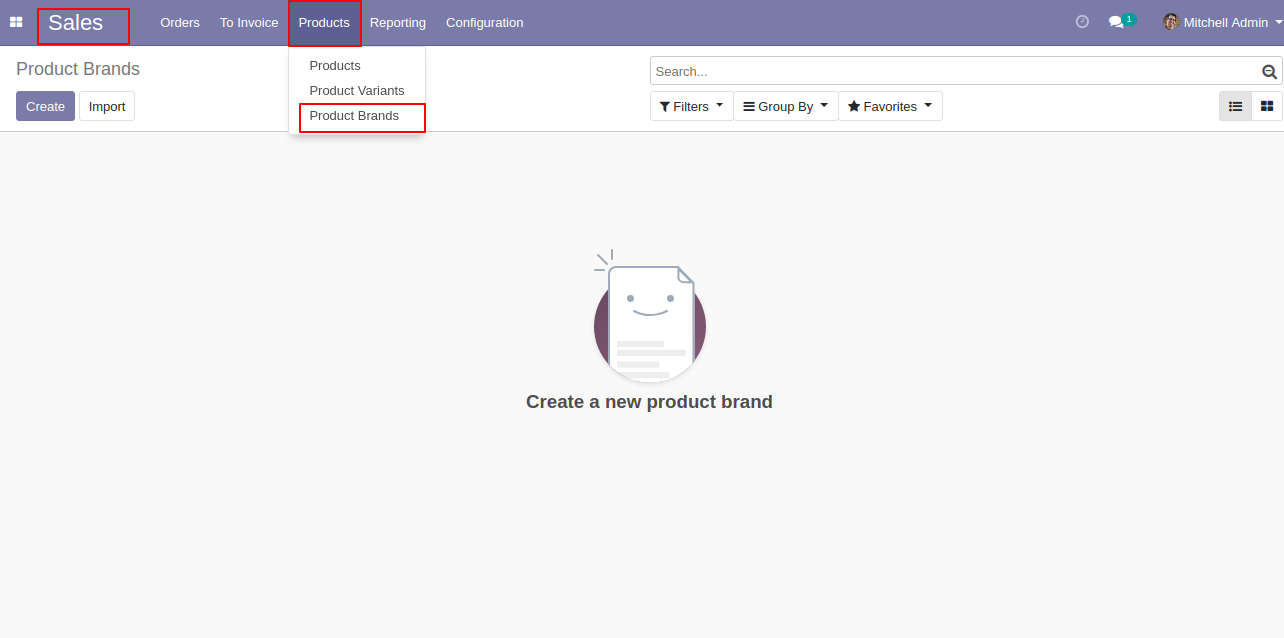 Sales Orders To Invoice Products Reporting Configuration 1 Mitchell Admin
Products
Product Variants
Product Brands
Product Brands
Search...
Create Import
Filters Group By Favorites
Create a new product brand